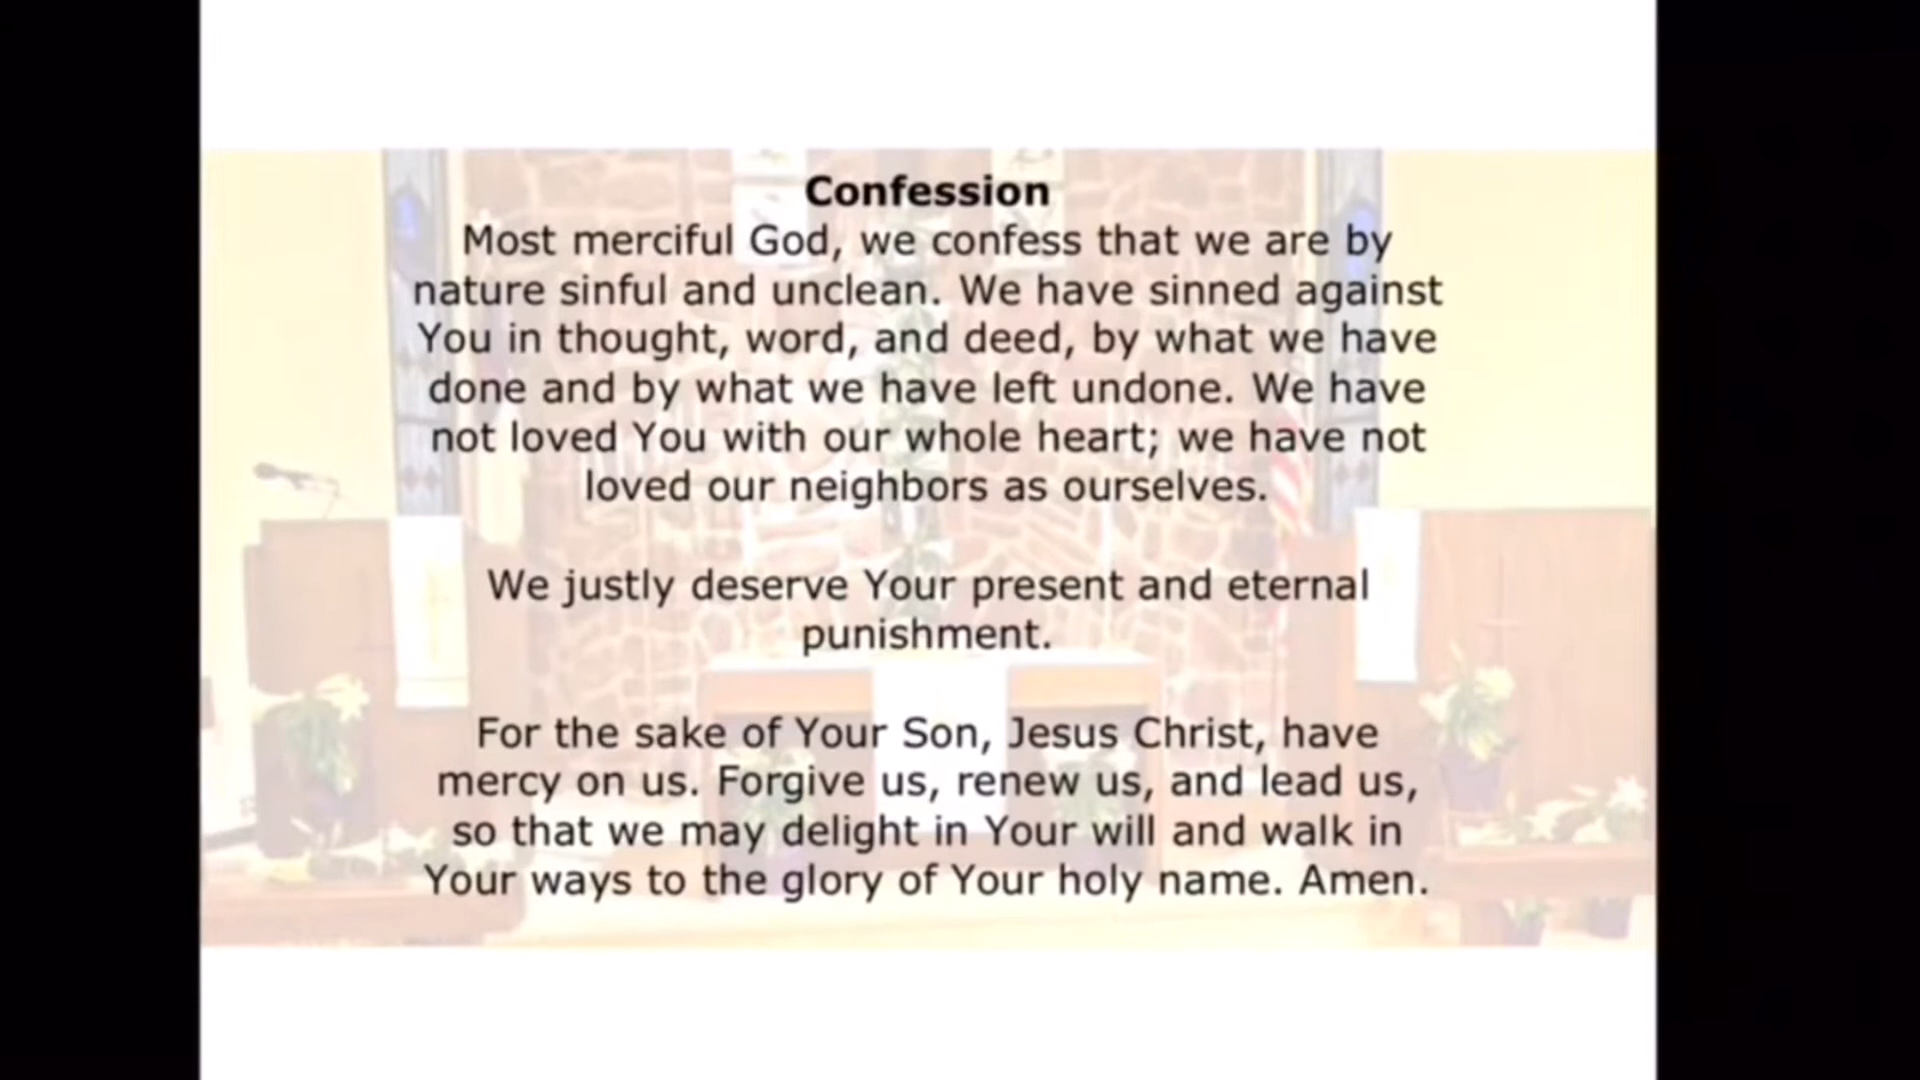 Confession
Most merciful God, we confess that we are by
nature sinful and unclean. We have sinned against
You in thought, word, and deed, by what we have
done and by what we have left undone. We have
not loved You with our whole heart; we have not
loved our neighbors as ourselves.
We justly deserve Your present and eternal
punishment.
For the sake of Your Son, Jesus Christ, have
mercy on us. Forgive us, renew us, and lead us,
so that we may delight in Your will and walk in
Your ways to the glory of Your holy name. Amen.